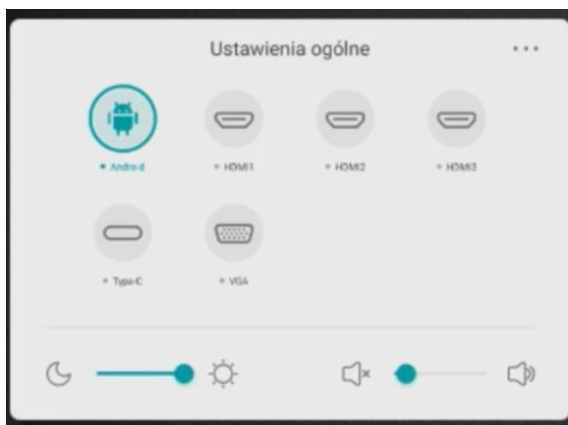 Ustawienia ogólne
Android
HDMI1
HDMI2
HDMI3
Type-C
VGA